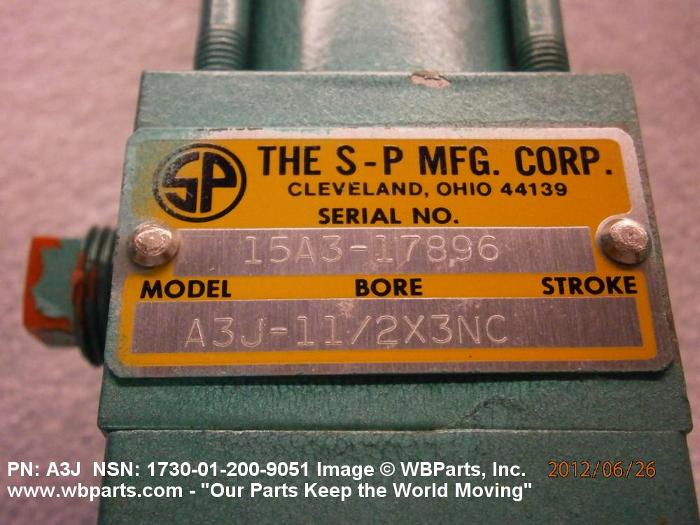 SP THE S-P MFG. CORP.
CLEVELAND, OHIO 44139
SERIAL NO.
15A3-17896
MODEL BORE STROKE
A3J-11/2X3NC
PN: A3J NSN: 1730-01-200-9051 Image © WBParts, Inc. 2012/06/26
www.wbparts.com - "Our Parts Keep the World Moving"